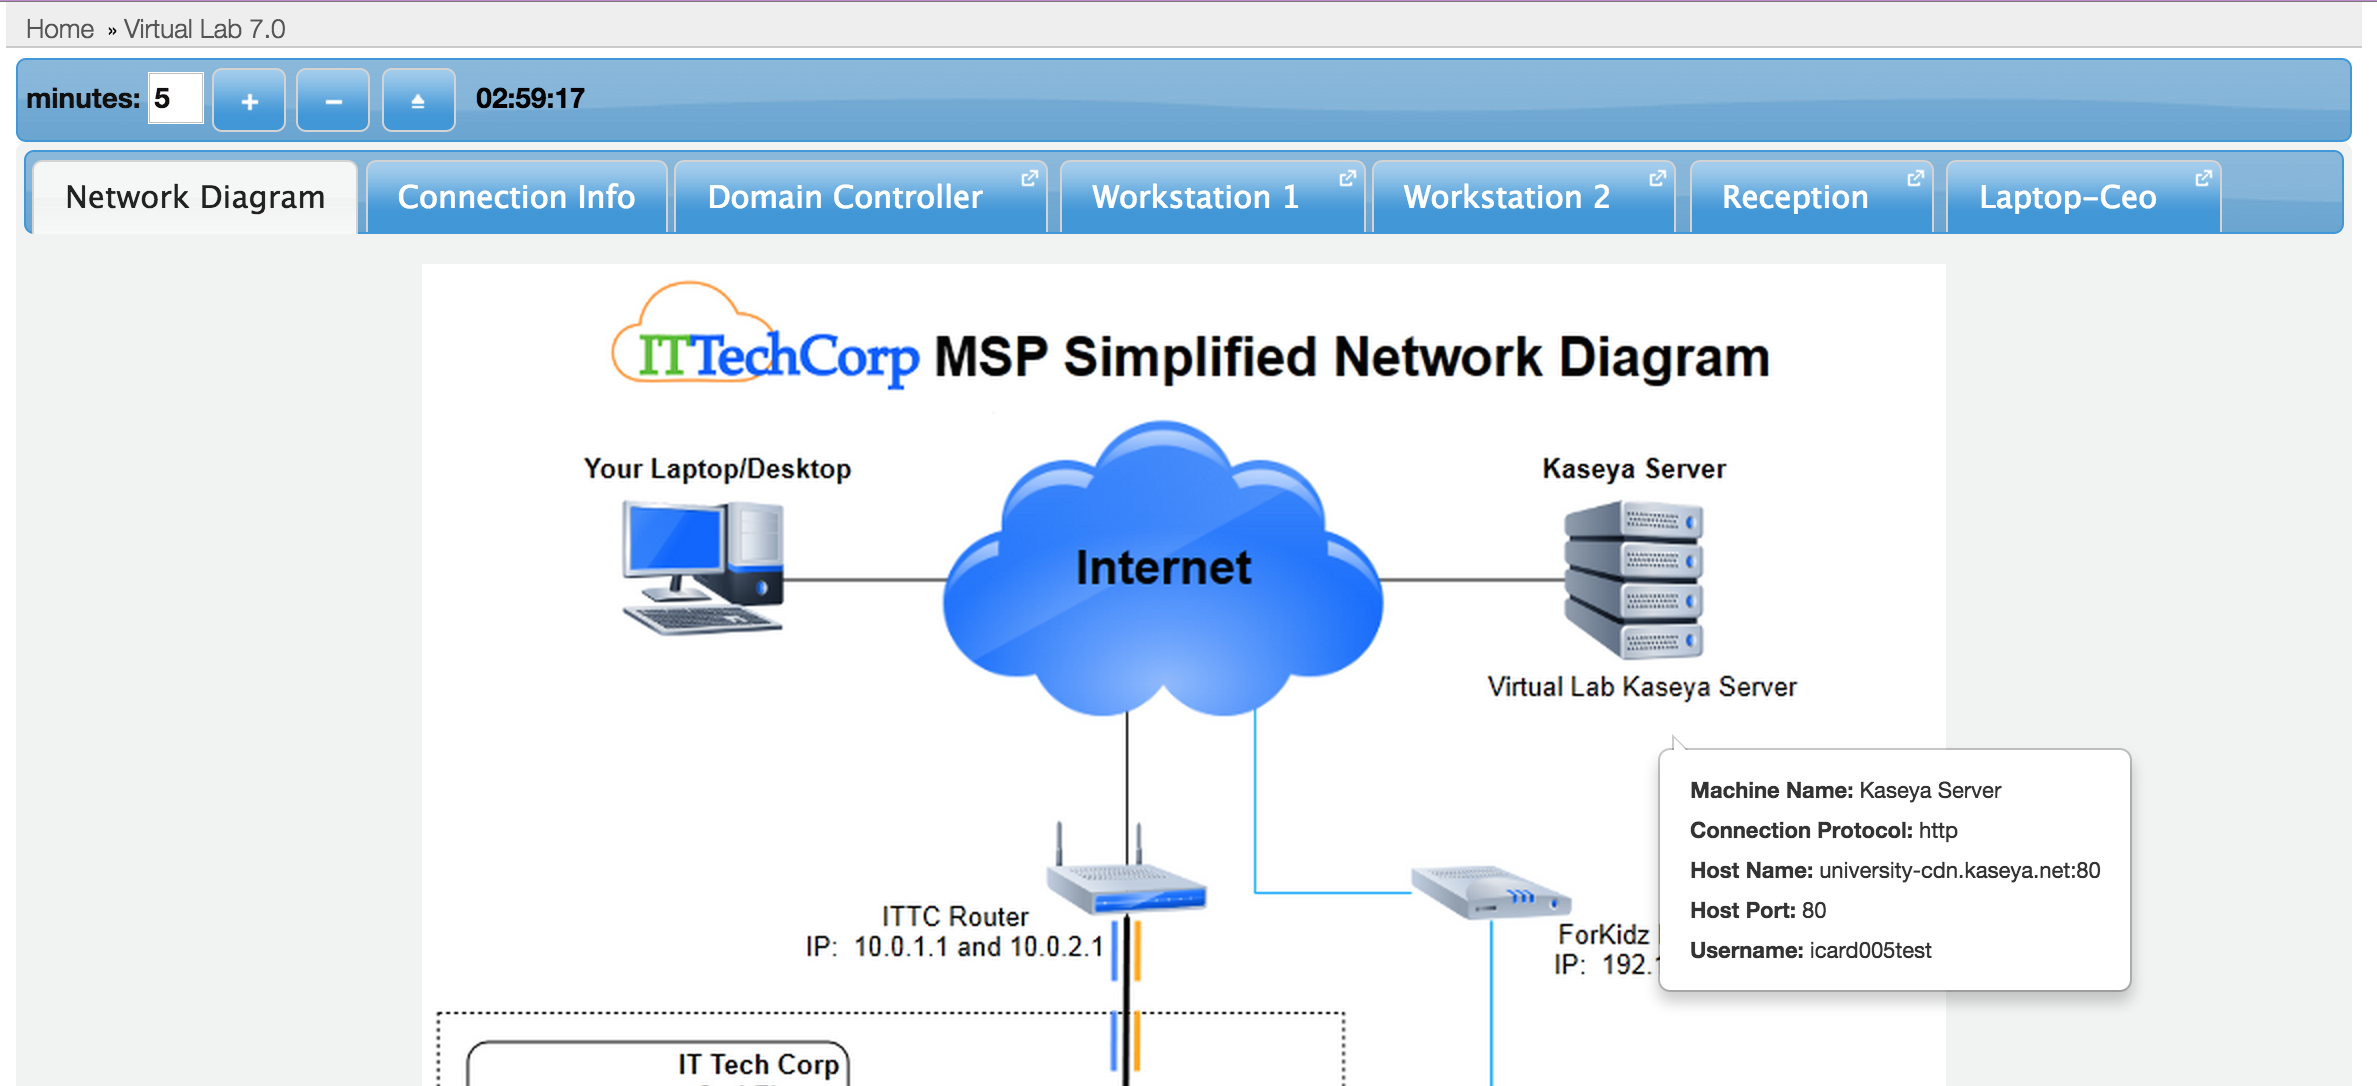 Home » Virtual Lab 7.0
minutes: 5 + − 02:59:17
Network Diagram Connection Info Domain Controller Workstation 1 Workstation 2 Reception Laptop-Ceo
ITTechCorp MSP Simplified Network Diagram
Your Laptop/Desktop
Kaseya Server
Internet
Virtual Lab Kaseya Server
Machine Name: Kaseya Server
Connection Protocol: http
Host Name: university-cdn.kaseya.net:80
Host Port: 80
Username: icard005test
ITTC Router
IP: 10.0.1.1 and 10.0.2.1
ForKidz
IP: 192.1
IT Tech Corp